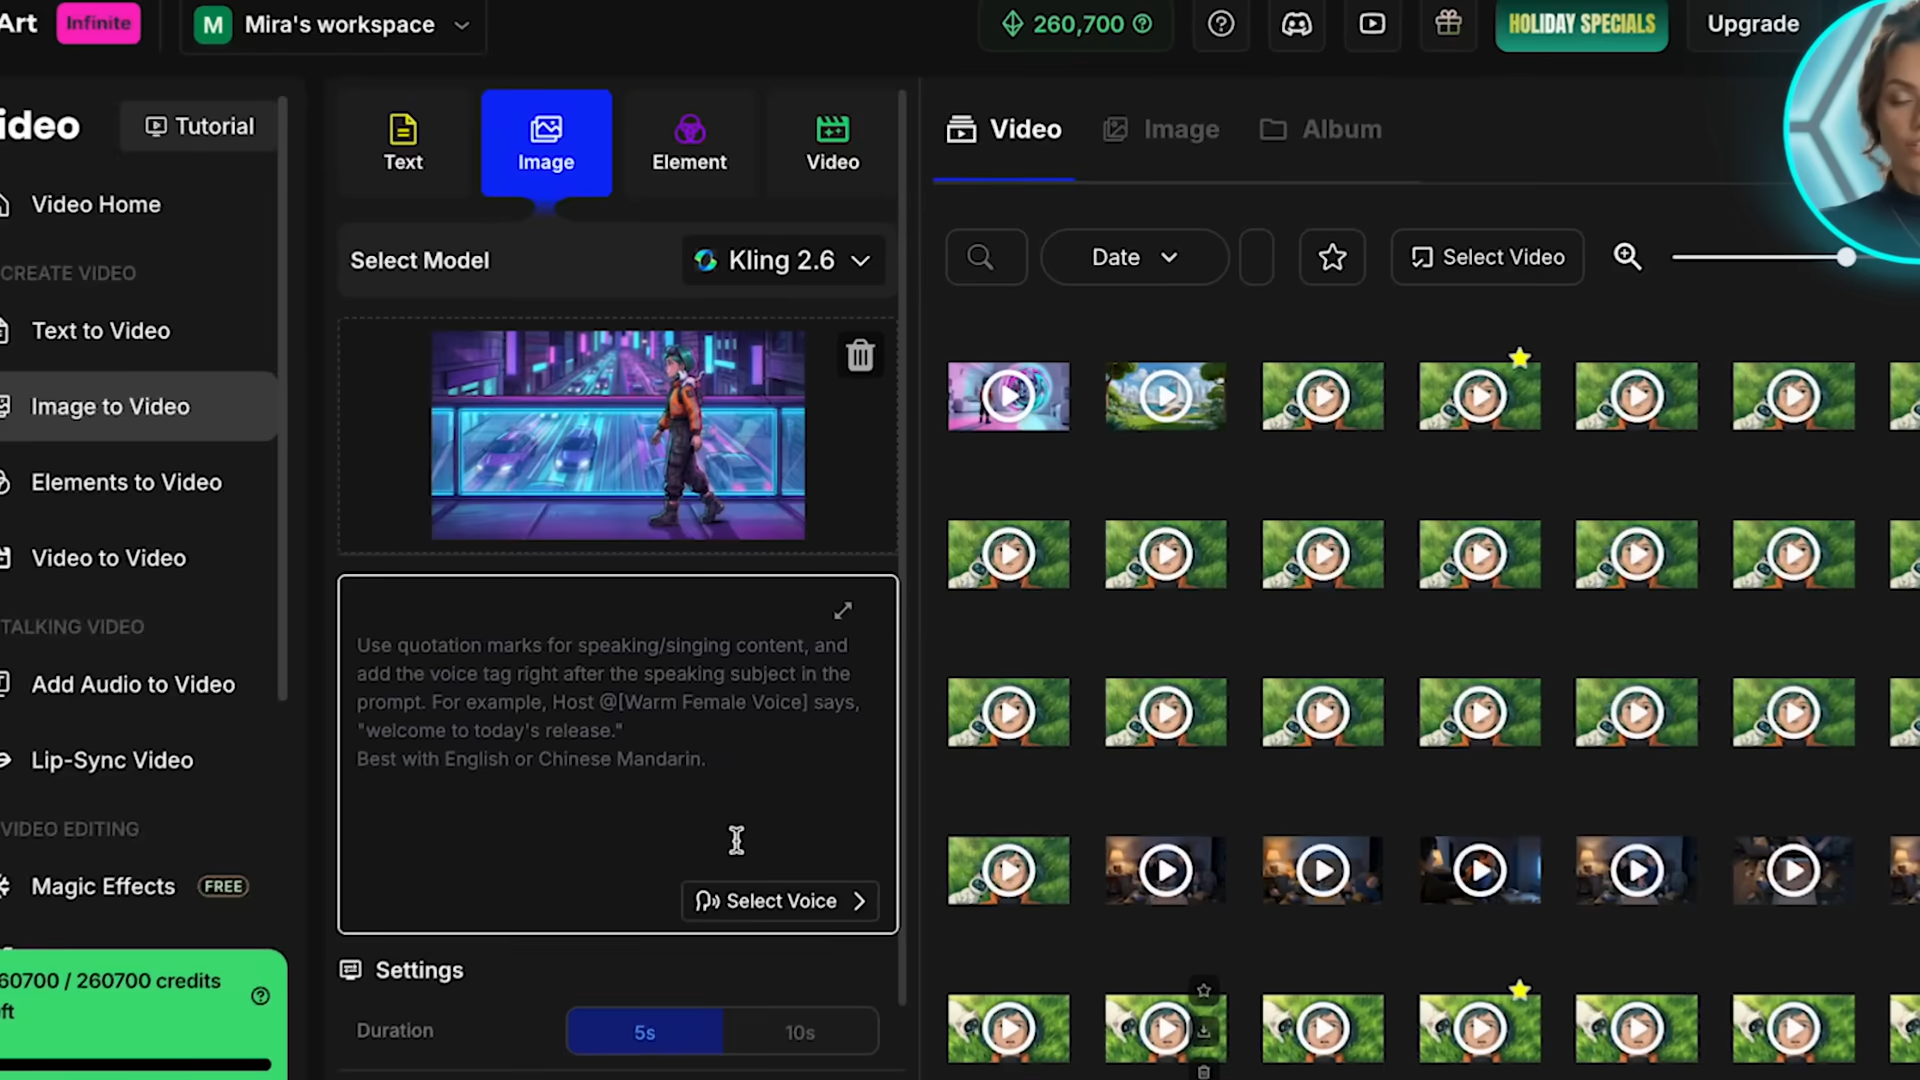 Art
Infinite
M
Mira's workspace
260,700
HOLIDAY SPECIALS
Upgrade
ideo
Tutorial
Video Home
CREATE VIDEO
Text to Video
Image to Video
Elements to Video
Video to Video
TALKING VIDEO
Add Audio to Video
Lip-Sync Video
VIDEO EDITING
Magic Effects
FREE
60700 / 260700 credits
ft
Text
Image
Element
Video
Select Model
Kling 2.6
Use quotation marks for speaking/singing content, and
add the voice tag right after the speaking subject in the
prompt. For example, Host @[Warm Female Voice] says,
"welcome to today's release."
Best with English or Chinese Mandarin.
Select Voice
Settings
Duration
5s
10s
Video
Image
Album
Date
Select Video